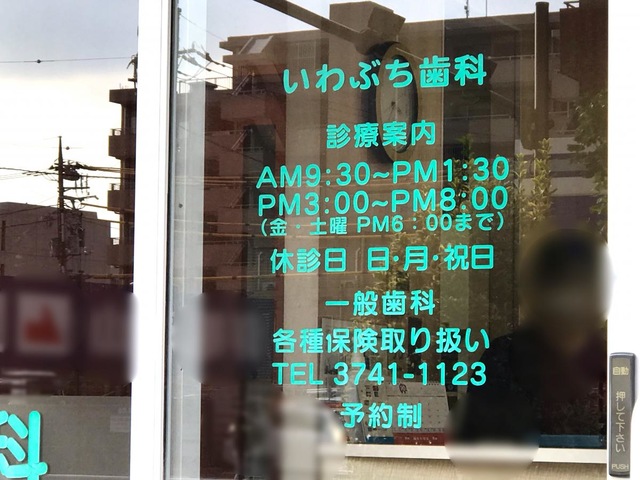 いわぶち歯科
診療案内
AM9:30~PM1:30
PM3:00~PM8:00
(金・土曜 PM6:00まで)
休診日 日・月・祝日
一般歯科
各種保険取り扱い
TEL 3741-1123
予約制
科
自動
押して下さい
PUSH